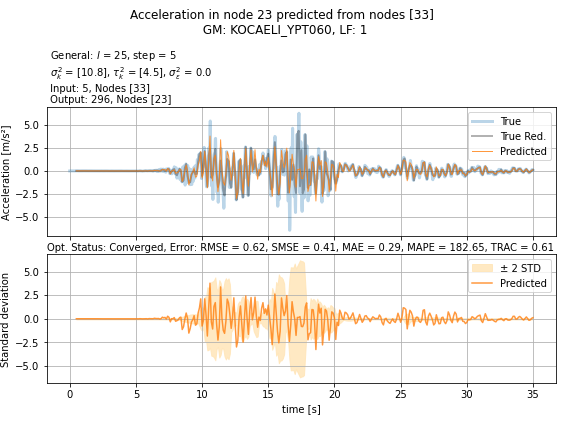 Acceleration in node 23 predicted from nodes [33]
GM: KOCAELI_YPT060, LF: 1
General: l = 25, step = 5
σ²ₖ = [10.8], τ²ₖ = [4.5], σ²ε = 0.0
Input: 5, Nodes [33]
Output: 296, Nodes [23]
Acceleration [m/s²]
5.0
2.5
0.0
−2.5
−5.0
True
True Red.
Predicted
Opt. Status: Converged, Error: RMSE = 0.62, SMSE = 0.41, MAE = 0.29, MAPE = 182.65, TRAC = 0.61
Standard deviation
5.0
2.5
0.0
−2.5
−5.0
± 2 STD
Predicted
0 5 10 15 20 25 30 35
time [s]